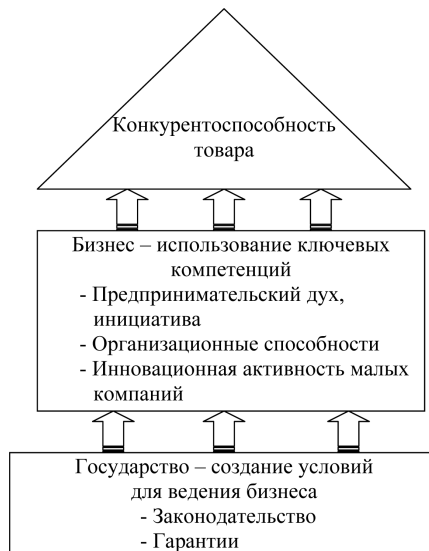 Конкурентоспособность
товара
Бизнес – использование ключевых
компетенций
- Предпринимательский дух,
инициатива
- Организационные способности
- Инновационная активность малых
компаний
Государство – создание условий
для ведения бизнеса
- Законодательство
- Гарантии